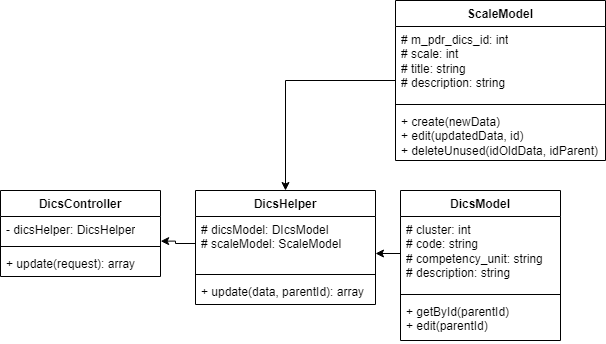 ScaleModel
# m_pdr_dics_id: int
# scale: int
# title: string
# description: string
+ create(newData)
+ edit(updatedData, id)
+ deleteUnused(idOldData, idParent)
DicsController
- dicsHelper: DicsHelper
+ update(request): array
DicsHelper
# dicsModel: DIcsModel
# scaleModel: ScaleModel
+ update(data, parentId): array
DicsModel
# cluster: int
# code: string
# competency_unit: string
# description: string
+ getById(parentId)
+ edit(parentId)